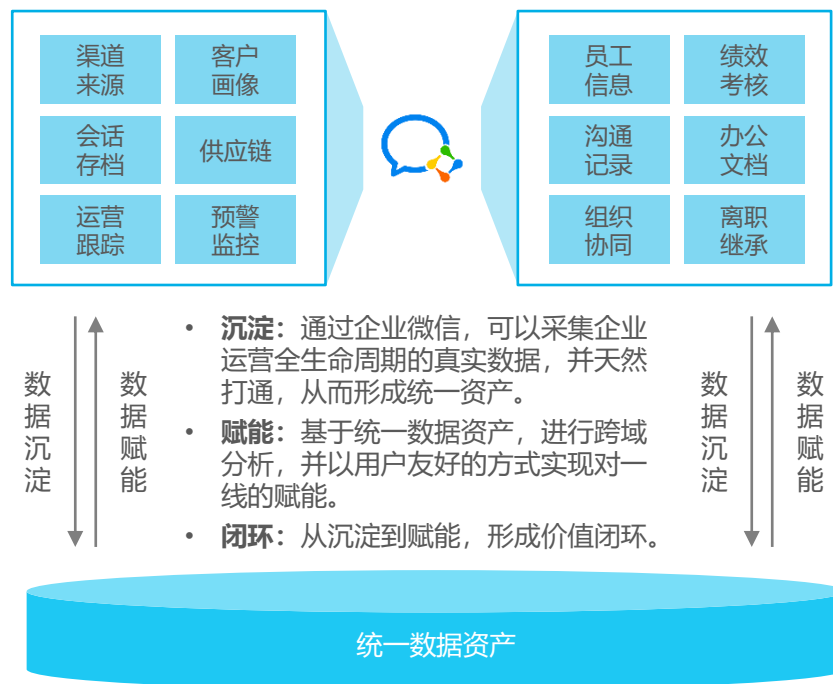 渠道
来源
客户
画像
会话
存档
供应链
运营
跟踪
预警
监控
员工
信息
绩效
考核
沟通
记录
办公
文档
组织
协同
离职
继承
数据沉淀
数据赋能
• 沉淀：通过企业微信，可以采集企业
运营全生命周期的真实数据，并天然
打通，从而形成统一资产。
• 赋能：基于统一数据资产，进行跨域
分析，并以用户友好的方式实现对一
线的赋能。
• 闭环：从沉淀到赋能，形成价值闭环。
数据沉淀
数据赋能
统一数据资产